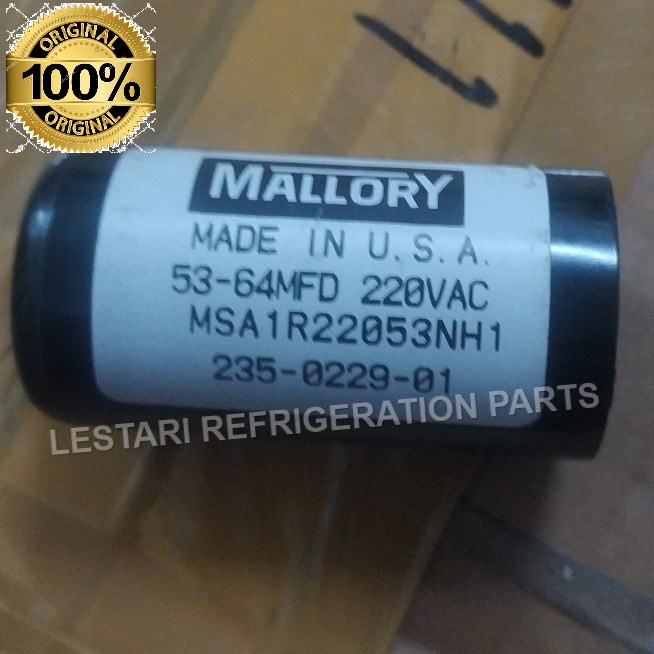 ORIGINAL
100%
ORIGINAL
MALLORY
MADE IN U.S.A.
53-64MFD 220VAC
MSA1R22053NH1
235-0229-01
LESTARI REFRIGERATION PARTS